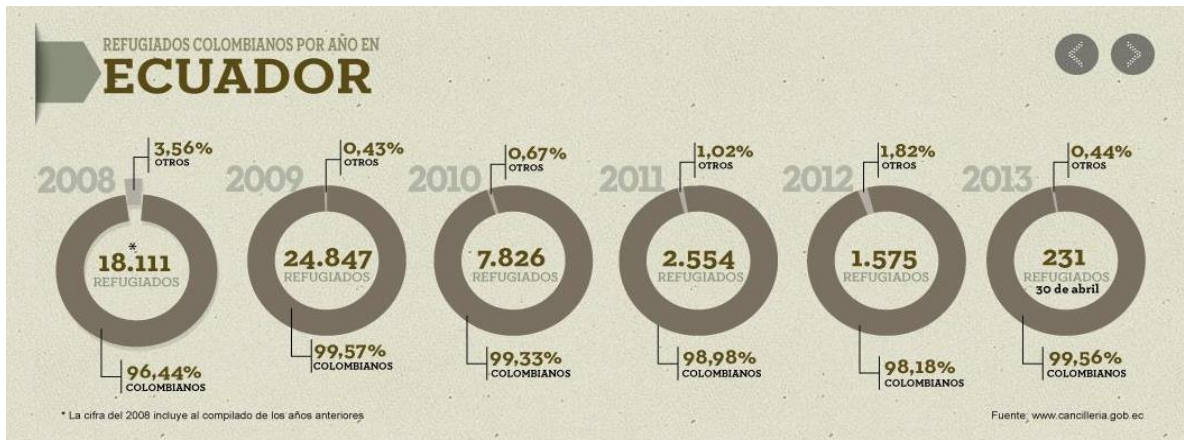 REFUGIADOS COLOMBIANOS POR AÑO EN
ECUADOR
2008
3,56%
OTROS
*
18.111
REFUGIADOS
96,44%
COLOMBIANOS
2009
0,43%
OTROS
24.847
REFUGIADOS
99,57%
COLOMBIANOS
2010
0,67%
OTROS
7.826
REFUGIADOS
99,33%
COLOMBIANOS
2011
1,02%
OTROS
2.554
REFUGIADOS
98,98%
COLOMBIANOS
2012
1,82%
OTROS
1.575
REFUGIADOS
98,18%
COLOMBIANOS
2013
0,44%
OTROS
231
REFUGIADOS
30 de abril
99,56%
COLOMBIANOS
* La cifra del 2008 incluye al compilado de los años anteriores
Fuente: www.cancilleria.gob.ec